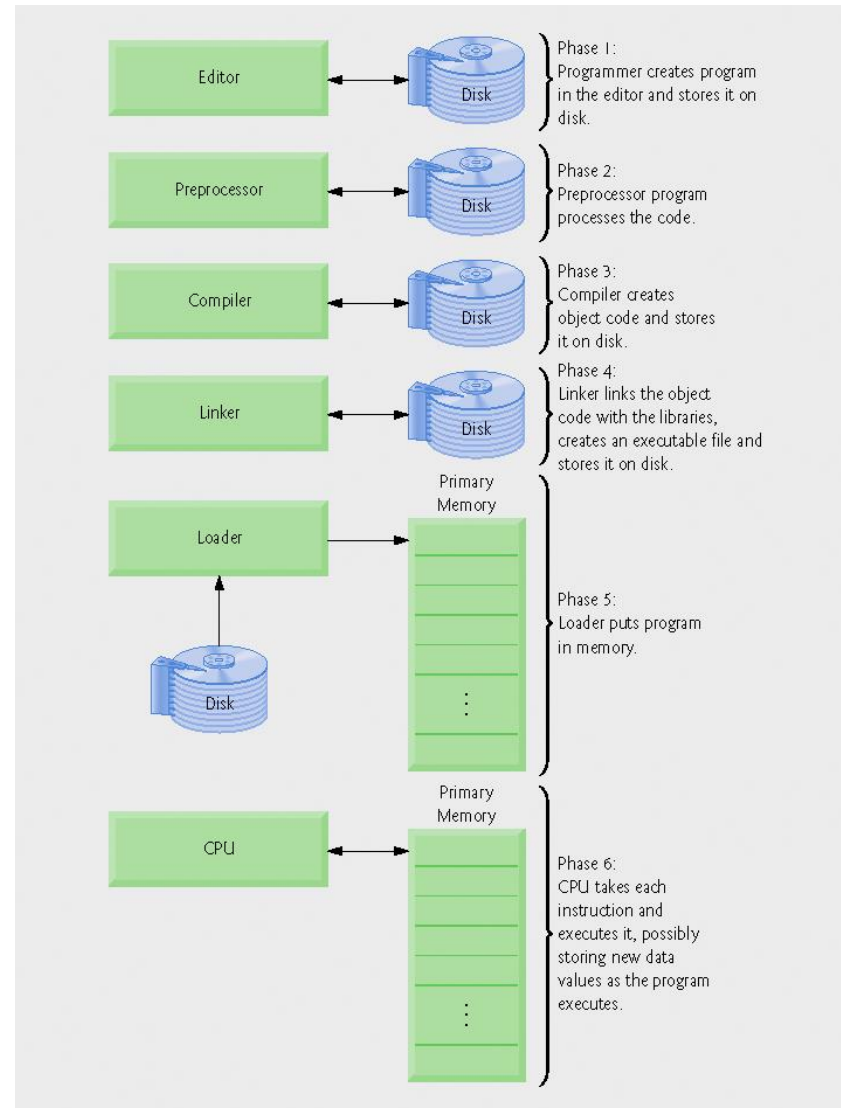 Editor
Disk
Phase 1:
Programmer creates program
in the editor and stores it on
disk.
Preprocessor
Disk
Phase 2:
Preprocessor program
processes the code.
Compiler
Disk
Phase 3:
Compiler creates
object code and stores
it on disk.
Linker
Disk
Phase 4:
Linker links the object
code with the libraries,
creates an executable file and
stores it on disk.
Primary
Memory
Loader
Disk
Phase 5:
Loader puts program
in memory.
Primary
Memory
CPU
Phase 6:
CPU takes each
instruction and
executes it, possibly
storing new data
values as the program
executes.